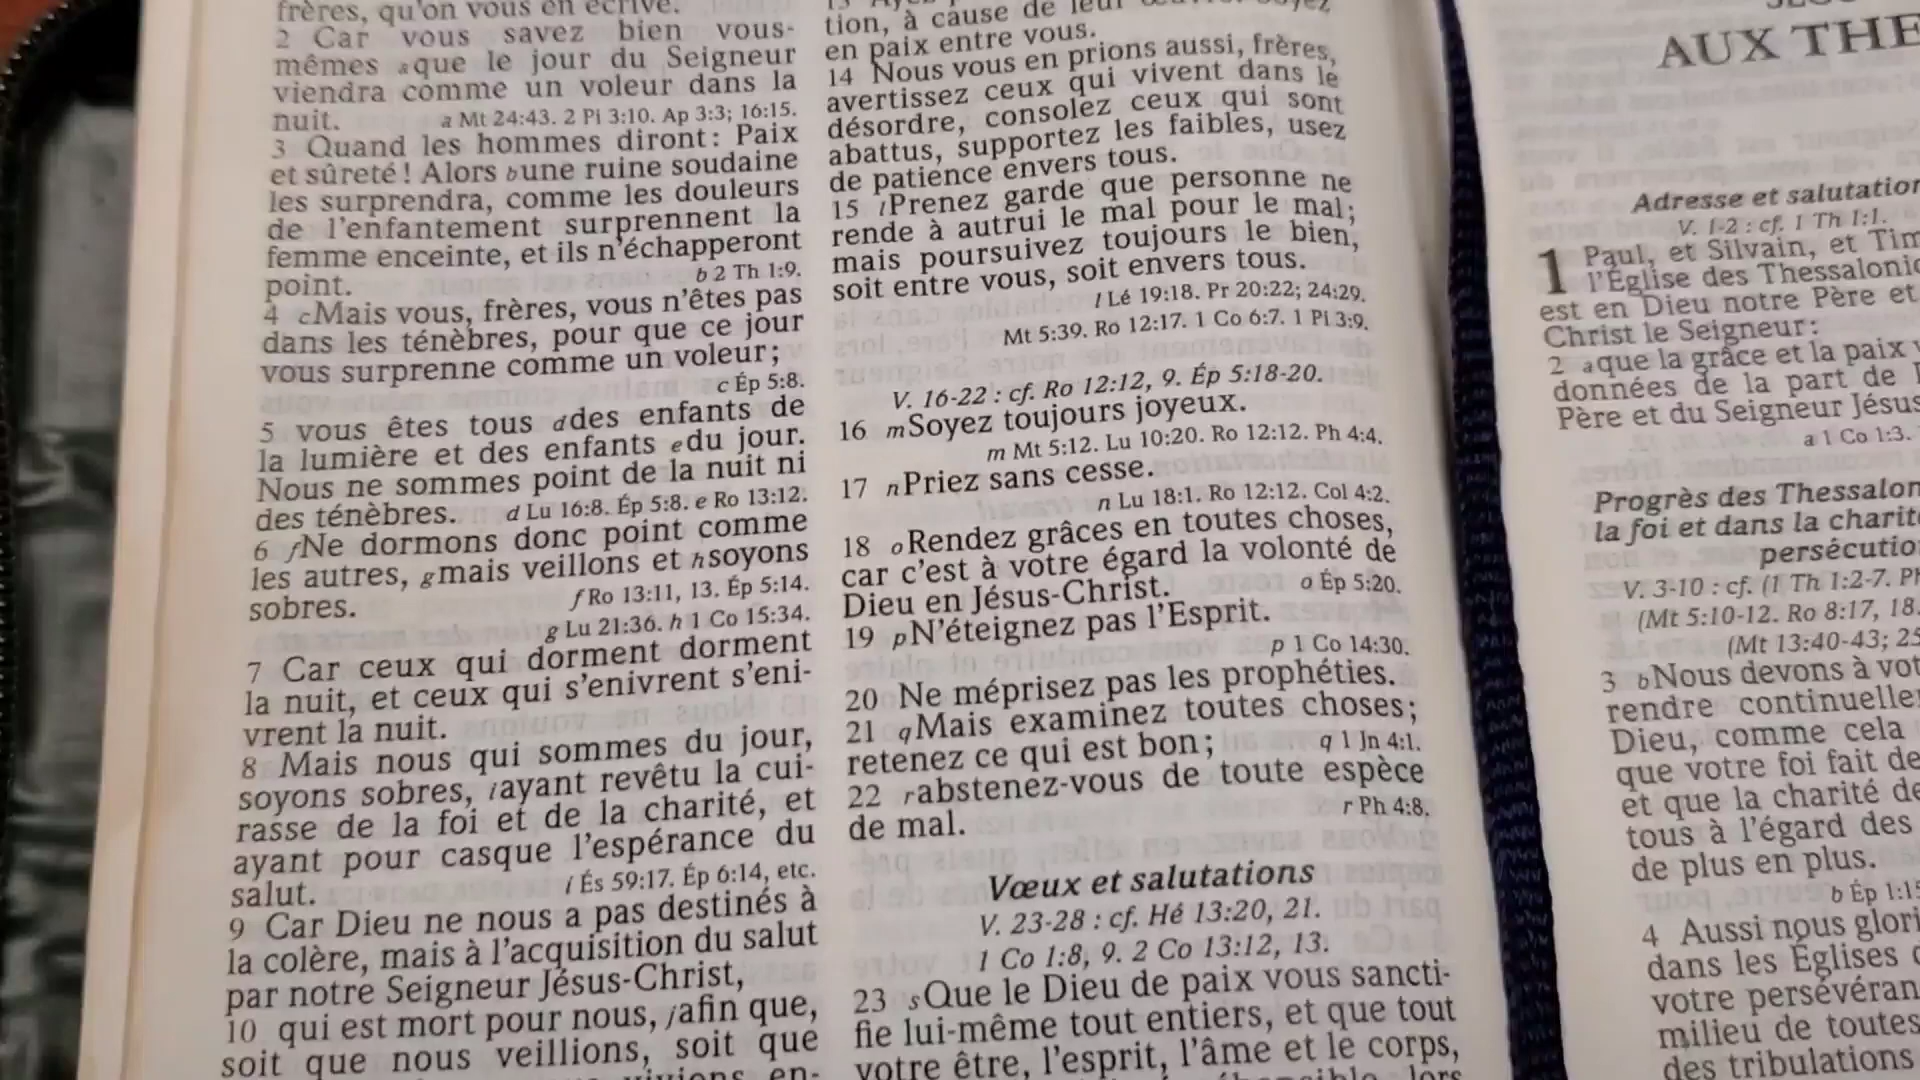 frères, qu'on vous en écrive.
2 Car vous savez bien vous-
mêmes aque le jour du Seigneur
viendra comme un voleur dans la
nuit. a Mt 24:43. 2 Pi 3:10. Ap 3:3; 16:15.
3 Quand les hommes diront: Paix
et sûreté! Alors bune ruine soudaine
les surprendra, comme les douleurs
de l'enfantement surprennent la
femme enceinte, et ils n'échapperont
point. b 2 Th 1:9.
4 cMais vous, frères, vous n'êtes pas
dans les ténèbres, pour que ce jour
vous surprenne comme un voleur;
c Ép 5:8.
5 vous êtes tous ddes enfants de
la lumière et des enfants edu jour.
Nous ne sommes point de la nuit ni
des ténèbres. d Lu 16:8. Ép 5:8. e Ro 13:12.
6 fNe dormons donc point comme
les autres, gmais veillons et hsoyons
sobres. f Ro 13:11, 13. Ép 5:14.
g Lu 21:36. h 1 Co 15:34.
7 Car ceux qui dorment dorment
la nuit, et ceux qui s'enivrent s'eni-
vrent la nuit.
8 Mais nous qui sommes du jour,
soyons sobres, iayant revêtu la cui-
rasse de la foi et de la charité, et
ayant pour casque l'espérance du
salut. i És 59:17. Ép 6:14, etc.
9 Car Dieu ne nous a pas destinés à
la colère, mais à l'acquisition du salut
par notre Seigneur Jésus-Christ,
10 qui est mort pour nous, jafin que,
soit que nous veillions, soit que
tion, à cause de leur
en paix entre vous.
14 Nous vous en prions aussi, frères,
avertissez ceux qui vivent dans le
désordre, consolez ceux qui sont
abattus, supportez les faibles, usez
de patience envers tous.
15 lPrenez garde que personne ne
rende à autrui le mal pour le mal;
mais poursuivez toujours le bien,
soit entre vous, soit envers tous.
l Lé 19:18. Pr 20:22; 24:29.
Mt 5:39. Ro 12:17. 1 Co 6:7. 1 Pi 3:9.
V. 16-22 : cf. Ro 12:12, 9. Ép 5:18-20.
16 mSoyez toujours joyeux.
m Mt 5:12. Lu 10:20. Ro 12:12. Ph 4:4.
17 nPriez sans cesse.
n Lu 18:1. Ro 12:12. Col 4:2.
18 oRendez grâces en toutes choses,
car c'est à votre égard la volonté de
Dieu en Jésus-Christ. o Ép 5:20.
19 pN'éteignez pas l'Esprit.
p 1 Co 14:30.
20 Ne méprisez pas les prophéties.
21 qMais examinez toutes choses;
retenez ce qui est bon; q 1 Jn 4:1.
22 rabstenez-vous de toute espèce
de mal. r Ph 4:8.
Vœux et salutations
V. 23-28 : cf. Hé 13:20, 21.
1 Co 1:8, 9. 2 Co 13:12, 13.
23 sQue le Dieu de paix vous sancti-
fie lui-même tout entiers, et que tout
votre être, l'esprit, l'âme et le corps,
AUX THE
Adresse et salutation
V. 1-2 : cf. 1 Th 1:1.
1 Paul, et Silvain, et Tim
l'Église des Thessalonic
est en Dieu notre Père et
Christ le Seigneur:
2 aque la grâce et la paix v
données de la part de
Père et du Seigneur Jésus
a 1 Co 1:3.
Progrès des Thessalon
la foi et dans la charité
persécution
V. 3-10 : cf. (1 Th 1:2-7. Ph
(Mt 5:10-12. Ro 8:17, 18.
(Mt 13:40-43; 25
3 bNous devons à vot
rendre continueller
Dieu, comme cela
que votre foi fait de
et que la charité de
tous à l'égard des
de plus en plus.
b Ép 1:15
4 Aussi nous glori
dans les Églises
votre persévéran
milieu de toutes
des tribulations